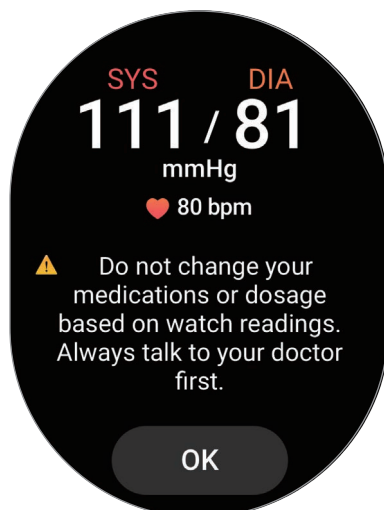 SYS DIA
111 / 81
mmHg
80 bpm
Do not change your
medications or dosage
based on watch readings.
Always talk to your doctor
first.
OK